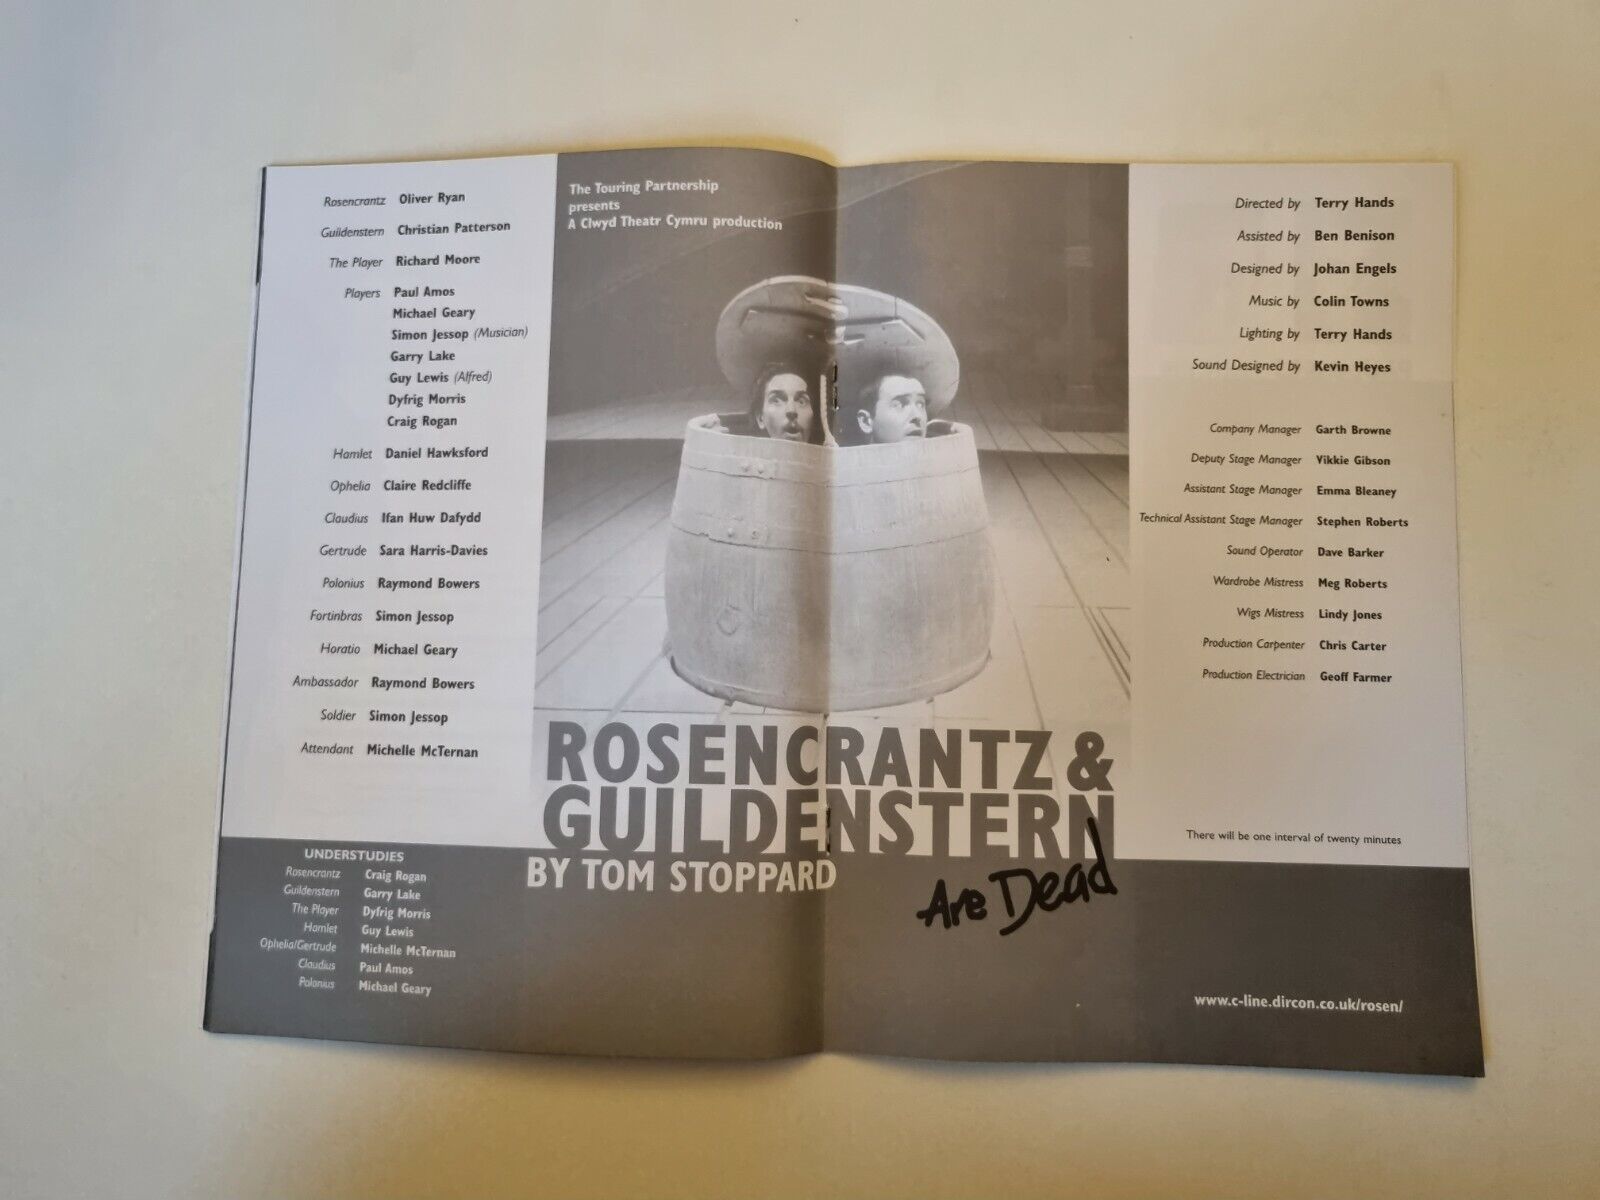 Rosencrantz Oliver Ryan
Guildenstern Christian Patterson
The Player Richard Moore
Players Paul Amos
Michael Geary
Simon Jessop (Musician)
Garry Lake
Guy Lewis (Alfred)
Dyfrig Morris
Craig Rogan
Hamlet Daniel Hawksford
Ophelia Claire Redcliffe
Claudius Ifan Huw Dafydd
Gertrude Sara Harris-Davies
Polonius Raymond Bowers
Fortinbras Simon Jessop
Horatio Michael Geary
Ambassador Raymond Bowers
Soldier Simon Jessop
Attendant Michelle McTernan
UNDERSTUDIES
Rosencrantz Craig Rogan
Guildenstern Garry Lake
The Player Dyfrig Morris
Hamlet Guy Lewis
Ophelia/Gertrude Michelle McTernan
Claudius Paul Amos
Polonius Michael Geary
The Touring Partnership
presents
A Clwyd Theatr Cymru production
ROSENCRANTZ &
GUILDENSTERN
BY TOM STOPPARD
Are Dead
Directed by Terry Hands
Assisted by Ben Benison
Designed by Johan Engels
Music by Colin Towns
Lighting by Terry Hands
Sound Designed by Kevin Heyes
Company Manager Garth Browne
Deputy Stage Manager Vikkie Gibson
Assistant Stage Manager Emma Bleaney
Technical Assistant Stage Manager Stephen Roberts
Sound Operator Dave Barker
Wardrobe Mistress Meg Roberts
Wigs Mistress Lindy Jones
Production Carpenter Chris Carter
Production Electrician Geoff Farmer
There will be one interval of twenty minutes
www.c-line.dircon.co.uk/rosen/